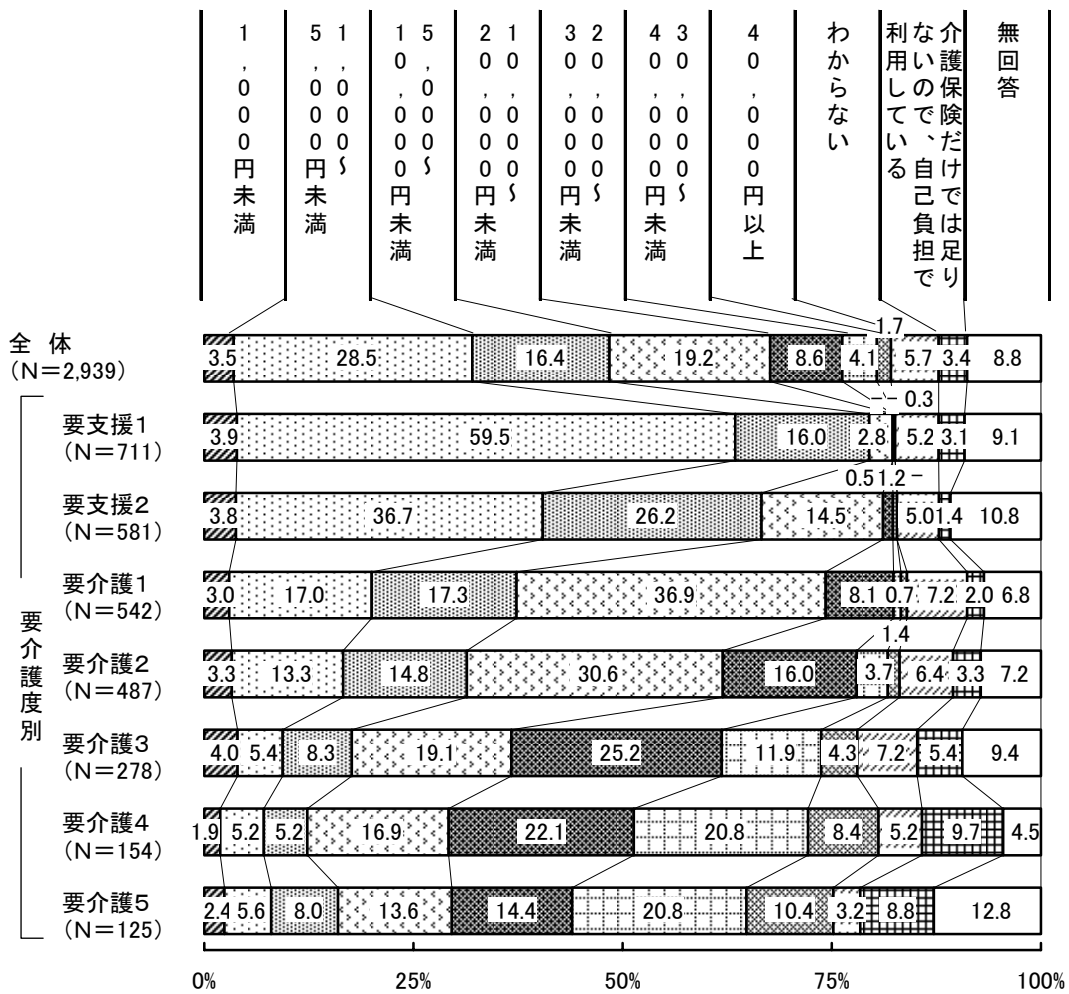 1,000円未満
1,000〜
5,000円未満
5,000〜
10,000円未満
10,000〜
20,000円未満
20,000〜
30,000円未満
30,000〜
40,000円未満
40,000円以上
わからない
介護保険だけでは足り
ないので、自己負担で
利用している
無回答
1.7
全 体
(N=2,939)
3.5 28.5 16.4 19.2 8.6 4.1 5.7 3.4 8.8
0.3
要介護度別
要支援1
(N=711)
3.9 59.5 16.0 2.8 5.2 3.1 9.1
0.5 1.2
要支援2
(N=581)
3.8 36.7 26.2 14.5 5.0 1.4 10.8
要介護1
(N=542)
3.0 17.0 17.3 36.9 8.1 0.7 7.2 2.0 6.8
1.4
要介護2
(N=487)
3.3 13.3 14.8 30.6 16.0 3.7 6.4 3.3 7.2
要介護3
(N=278)
4.0 5.4 8.3 19.1 25.2 11.9 4.3 7.2 5.4 9.4
要介護4
(N=154)
1.9 5.2 5.2 16.9 22.1 20.8 8.4 5.2 9.7 4.5
要介護5
(N=125)
2.4 5.6 8.0 13.6 14.4 20.8 10.4 3.2 8.8 12.8
0% 25% 50% 75% 100%